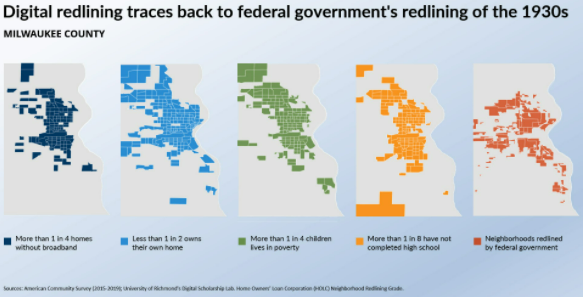 Digital redlining traces back to federal government's redlining of the 1930s
MILWAUKEE COUNTY
More than 1 in 4 homes
without broadband
Less than 1 in 2 owns
their own home
More than 1 in 4 children
lives in poverty
More than 1 in 8 have not
completed high school
Neighborhoods redlined
by federal government
Sources: American Community Survey (2015-2019); University of Richmond's Digital Scholarship Lab. Home Owners' Loan Corporation (HOLC) Neighborhood Redlining Grade.